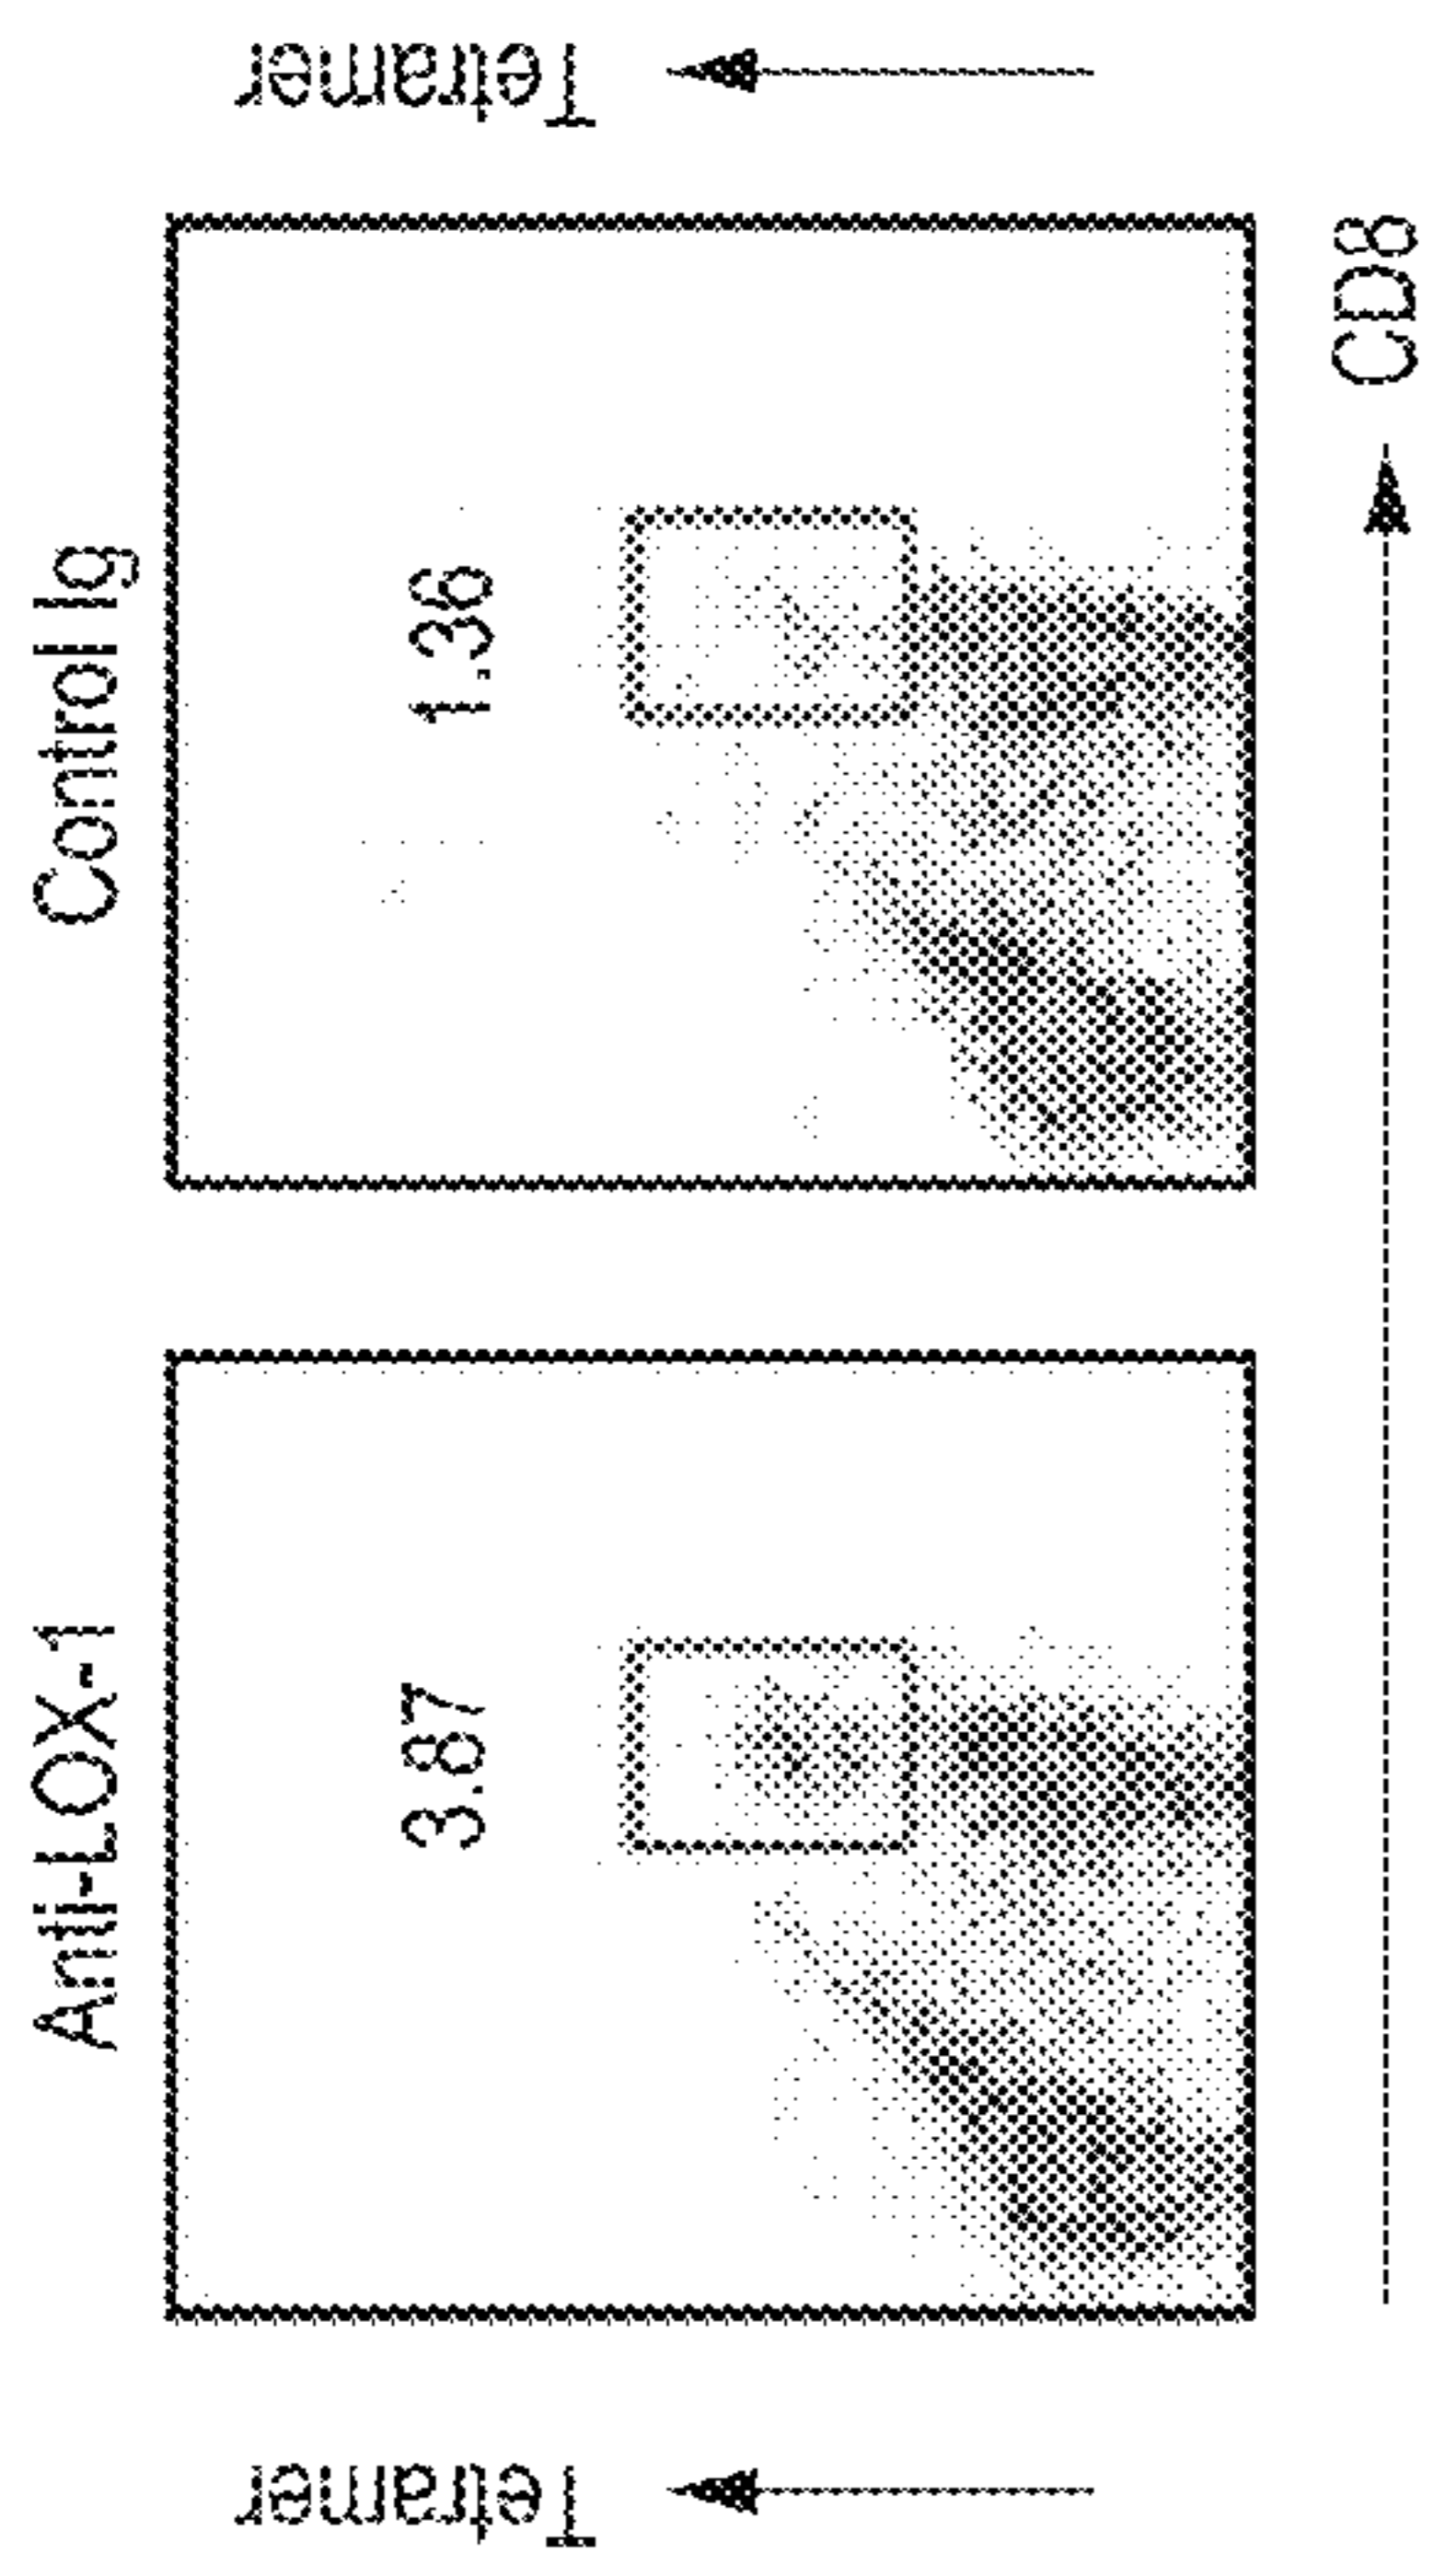 Anti-LOX-1
Control Ig
Tetramer
3.87
1.36
Tetramer
CD8